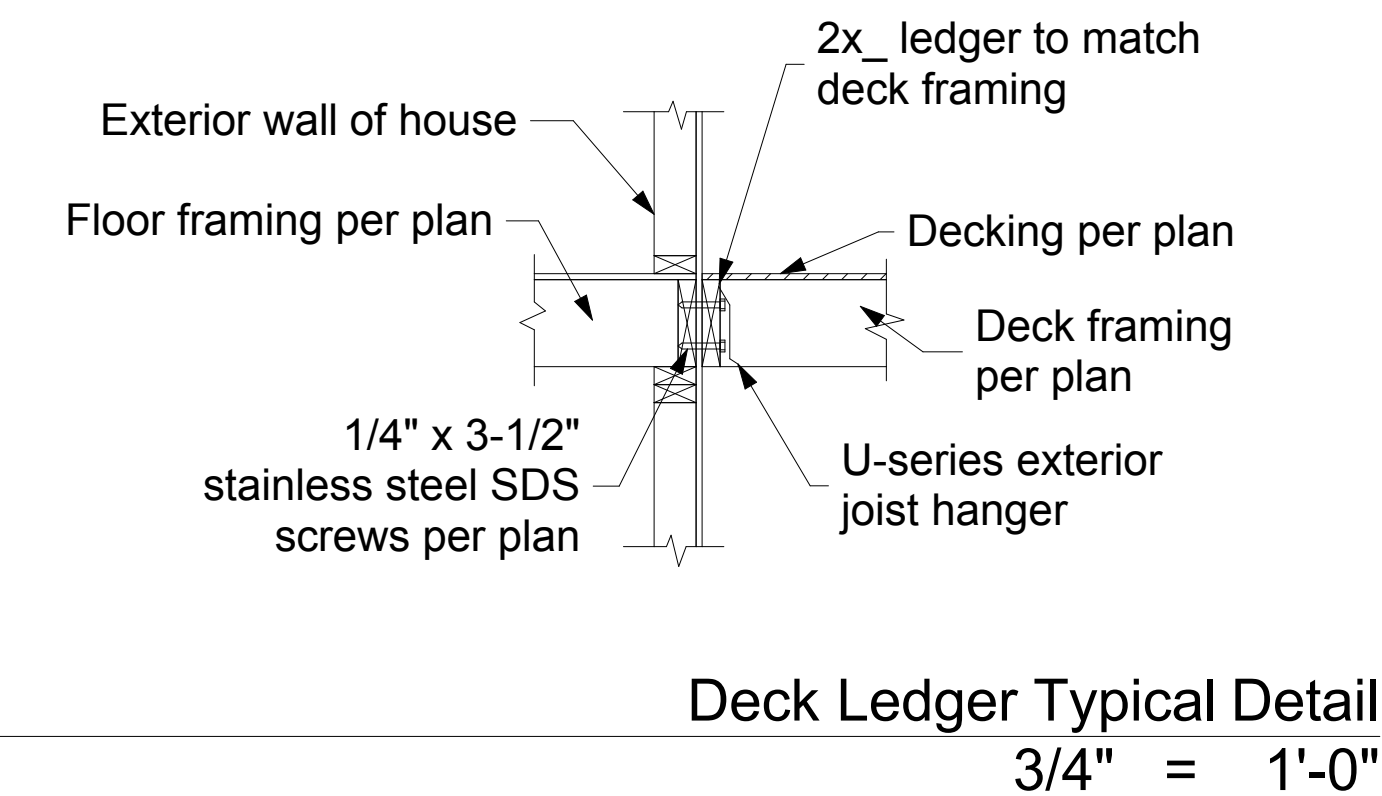 2x_ ledger to match
deck framing
Exterior wall of house
Floor framing per plan
Decking per plan
Deck framing
per plan
1/4" x 3-1/2"
stainless steel SDS
screws per plan
U-series exterior
joist hanger
Deck Ledger Typical Detail
3/4" = 1'-0"